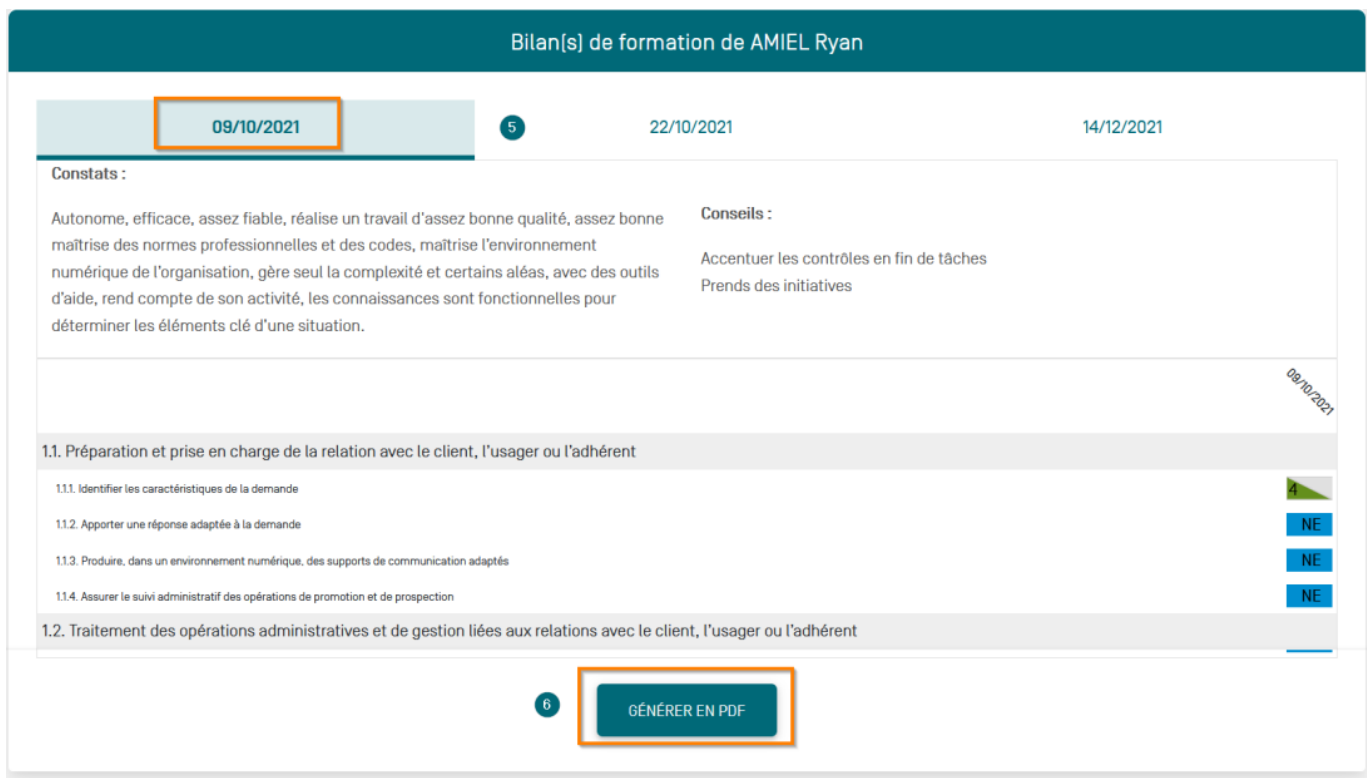 Bilan(s) de formation de AMIEL Ryan
09/10/2021
5
22/10/2021
14/12/2021
Constats :
Autonome, efficace, assez fiable, réalise un travail d'assez bonne qualité, assez bonne
maîtrise des normes professionnelles et des codes, maîtrise l'environnement
numérique de l'organisation, gère seul la complexité et certains aléas, avec des outils
d'aide, rend compte de son activité, les connaissances sont fonctionnelles pour
déterminer les éléments clé d'une situation.
Conseils :
Accentuer les contrôles en fin de tâches
Prends des initiatives
09/10/2021
1.1. Préparation et prise en charge de la relation avec le client, l'usager ou l'adhérent
1.1.1. Identifier les caractéristiques de la demande
4
1.1.2. Apporter une réponse adaptée à la demande
NE
1.1.3. Produire, dans un environnement numérique, des supports de communication adaptés
NE
1.1.4. Assurer le suivi administratif des opérations de promotion et de prospection
NE
1.2. Traitement des opérations administratives et de gestion liées aux relations avec le client, l'usager ou l'adhérent
6
GÉNÉRER EN PDF